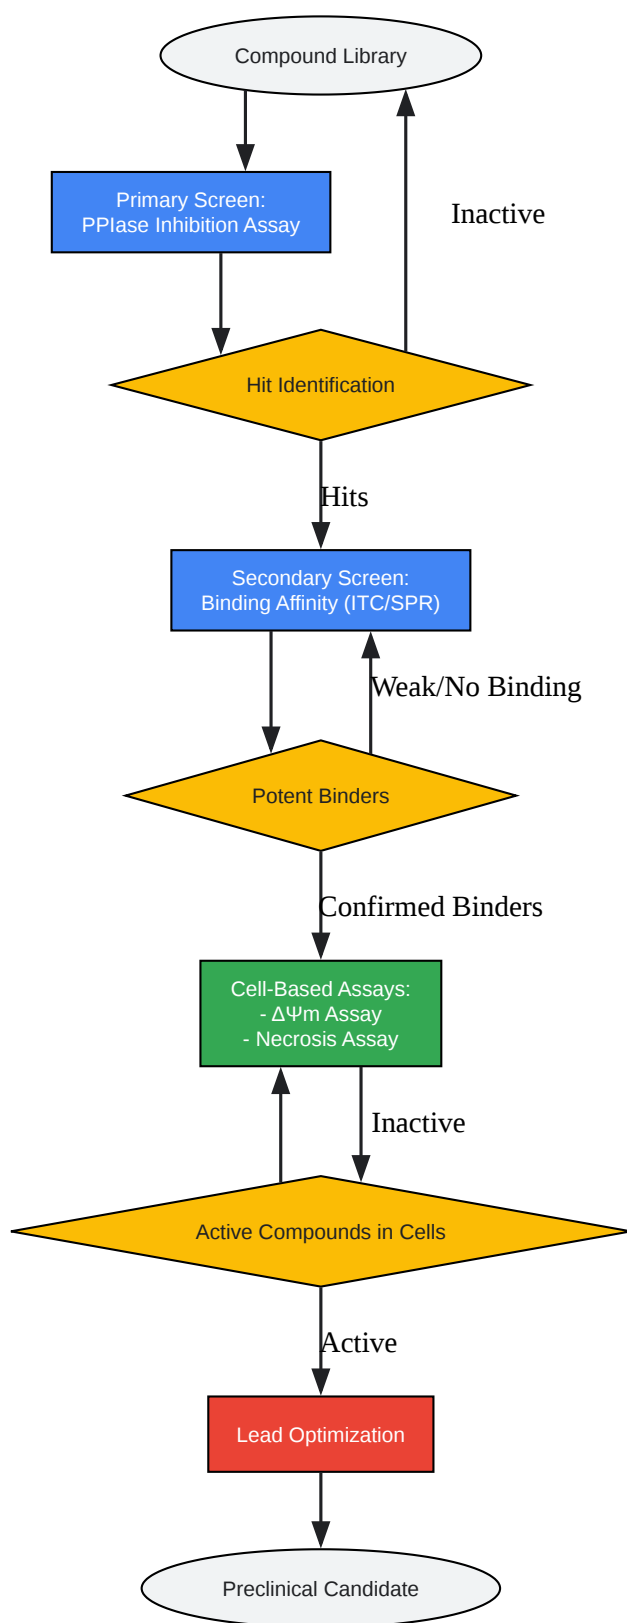 Compound Library
Primary Screen:
PPIase Inhibition Assay
Inactive
Hit Identification
Hits
Secondary Screen:
Binding Affinity (ITC/SPR)
Weak/No Binding
Potent Binders
Confirmed Binders
Cell-Based Assays:
- ΔΨm Assay
- Necrosis Assay
Inactive
Active Compounds in Cells
Active
Lead Optimization
Preclinical Candidate